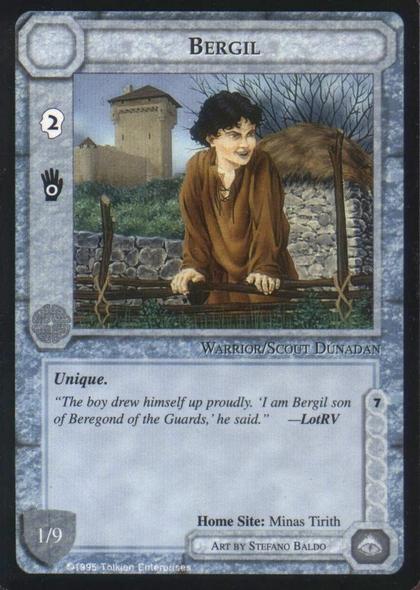 BERGIL
2
WARRIOR/SCOUT DÚNADAN
Unique.
7
"The boy drew himself up proudly. 'I am Bergil son
of Beregond of the Guards,' he said." —LotRV
Home Site: Minas Tirith
1/9
ART BY STEFANO BALDO
©1995 Tolkien Enterprises